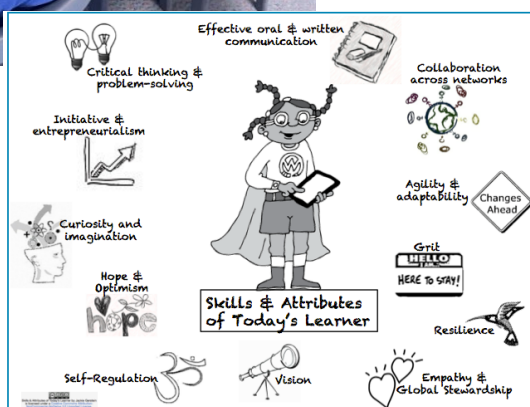 Effective oral & written
communication
Critical thinking &
problem-solving
Collaboration
across networks
Initiative &
entrepreneurialism
Agility &
adaptability
Changes
Ahead
Curiosity and
imagination
Grit
HELLO
HERE TO STAY!
Hope &
Optimism
hope
Skills & Attributes
of Today's Learner
Resilience
Self-Regulation
Vision
Empathy &
Global Stewardship